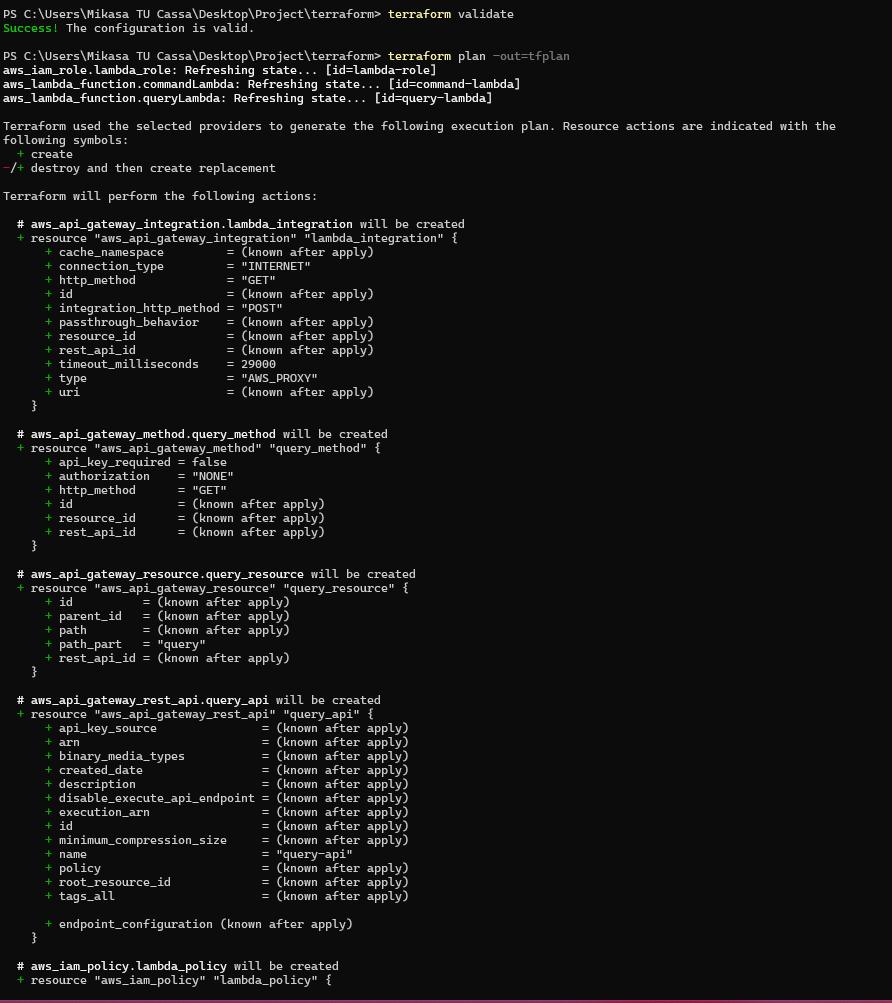 PS C:\Users\Mikasa TU Cassa\Desktop\Project\terraform> terraform validate
Success! The configuration is valid.

PS C:\Users\Mikasa TU Cassa\Desktop\Project\terraform> terraform plan -out=tfplan
aws_iam_role.lambda_role: Refreshing state... [id=lambda-role]
aws_lambda_function.commandLambda: Refreshing state... [id=command-lambda]
aws_lambda_function.queryLambda: Refreshing state... [id=query-lambda]

Terraform used the selected providers to generate the following execution plan. Resource actions are indicated with the
following symbols:
  + create
-/+ destroy and then create replacement

Terraform will perform the following actions:

  # aws_api_gateway_integration.lambda_integration will be created
  + resource "aws_api_gateway_integration" "lambda_integration" {
      + cache_namespace         = (known after apply)
      + connection_type         = "INTERNET"
      + http_method             = "GET"
      + id                      = (known after apply)
      + integration_http_method = "POST"
      + passthrough_behavior    = (known after apply)
      + resource_id             = (known after apply)
      + rest_api_id             = (known after apply)
      + timeout_milliseconds    = 29000
      + type                    = "AWS_PROXY"
      + uri                     = (known after apply)
    }

  # aws_api_gateway_method.query_method will be created
  + resource "aws_api_gateway_method" "query_method" {
      + api_key_required = false
      + authorization    = "NONE"
      + http_method      = "GET"
      + id               = (known after apply)
      + resource_id      = (known after apply)
      + rest_api_id      = (known after apply)
    }

  # aws_api_gateway_resource.query_resource will be created
  + resource "aws_api_gateway_resource" "query_resource" {
      + id          = (known after apply)
      + parent_id   = (known after apply)
      + path        = (known after apply)
      + path_part   = "query"
      + rest_api_id = (known after apply)
    }

  # aws_api_gateway_rest_api.query_api will be created
  + resource "aws_api_gateway_rest_api" "query_api" {
      + api_key_source               = (known after apply)
      + arn                          = (known after apply)
      + binary_media_types           = (known after apply)
      + created_date                 = (known after apply)
      + description                  = (known after apply)
      + disable_execute_api_endpoint = (known after apply)
      + execution_arn                = (known after apply)
      + id                           = (known after apply)
      + minimum_compression_size     = (known after apply)
      + name                         = "query-api"
      + policy                       = (known after apply)
      + root_resource_id             = (known after apply)
      + tags_all                     = (known after apply)

      + endpoint_configuration (known after apply)
    }

  # aws_iam_policy.lambda_policy will be created
  + resource "aws_iam_policy" "lambda_policy" {